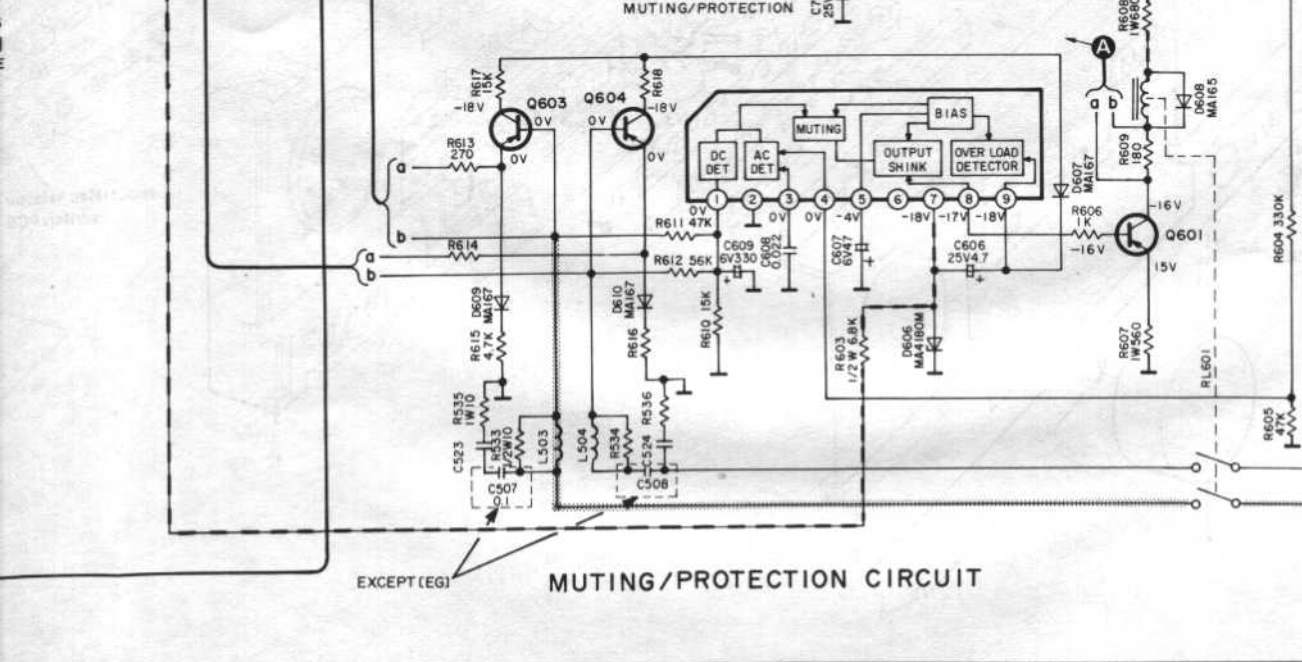 MUTING/PROTECTION
25V
R608
1W680
A
a b
D608
MA165
R617
15K
-18V
Q603
0V
0V
R618
Q604
-18V
0V
0V
BIAS
MUTING
DC
DET
AC
DET
OUTPUT
SHINK
OVER LOAD
DETECTOR
1 2 3 4 5 6 7 8 9
0V
0V
0V
-4V
-18V
-17V
-18V
D607
MA167
R609
180
R606
1K
-16V
-16V
Q601
15V
R604 330K
R613
270
a
b
R611 47K
R614
a
b
R612 56K
C609
6V330
+
C608
0.022
C607
6V47
+
C606
25V4.7
+
D609
MA167
D610
MA167
R615
4.7K
R616
R610 15K
R603
1/2W 6.8K
D606
MA4180M
R607
1W560
RL601
R605
47K
R535
1W10
C523
R533
1/2W10
L503
L504
R534
R536
C524
C507
C508
EXCEPT [EG]
MUTING/PROTECTION CIRCUIT